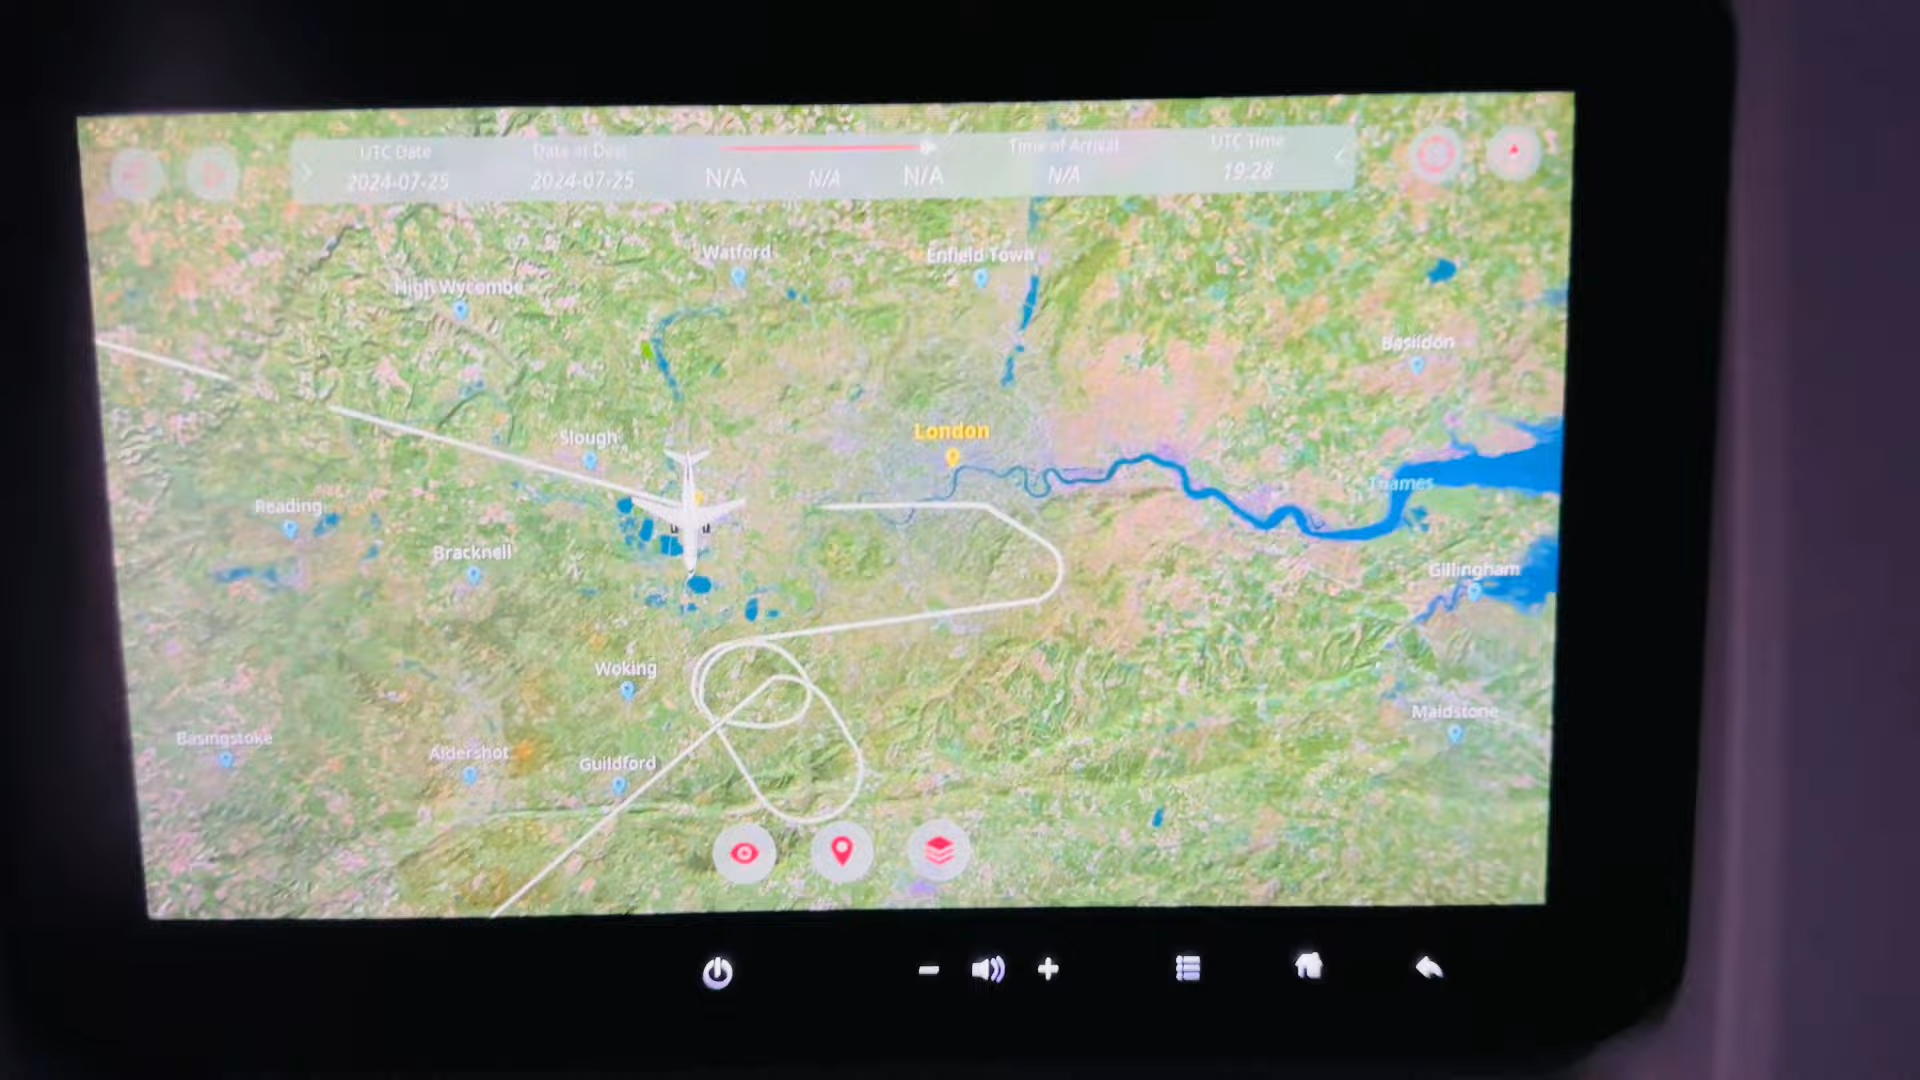 UTC Date
Date at Dest
Time of Arrival
UTC Time
2024-07-25
2024-07-25
N/A
N/A
N/A
N/A
19:28
Watford
Enfield Town
High Wycombe
Basildon
London
Slough
Thames
Reading
Bracknell
Gillingham
Woking
Maidstone
Basingstoke
Aldershot
Guildford